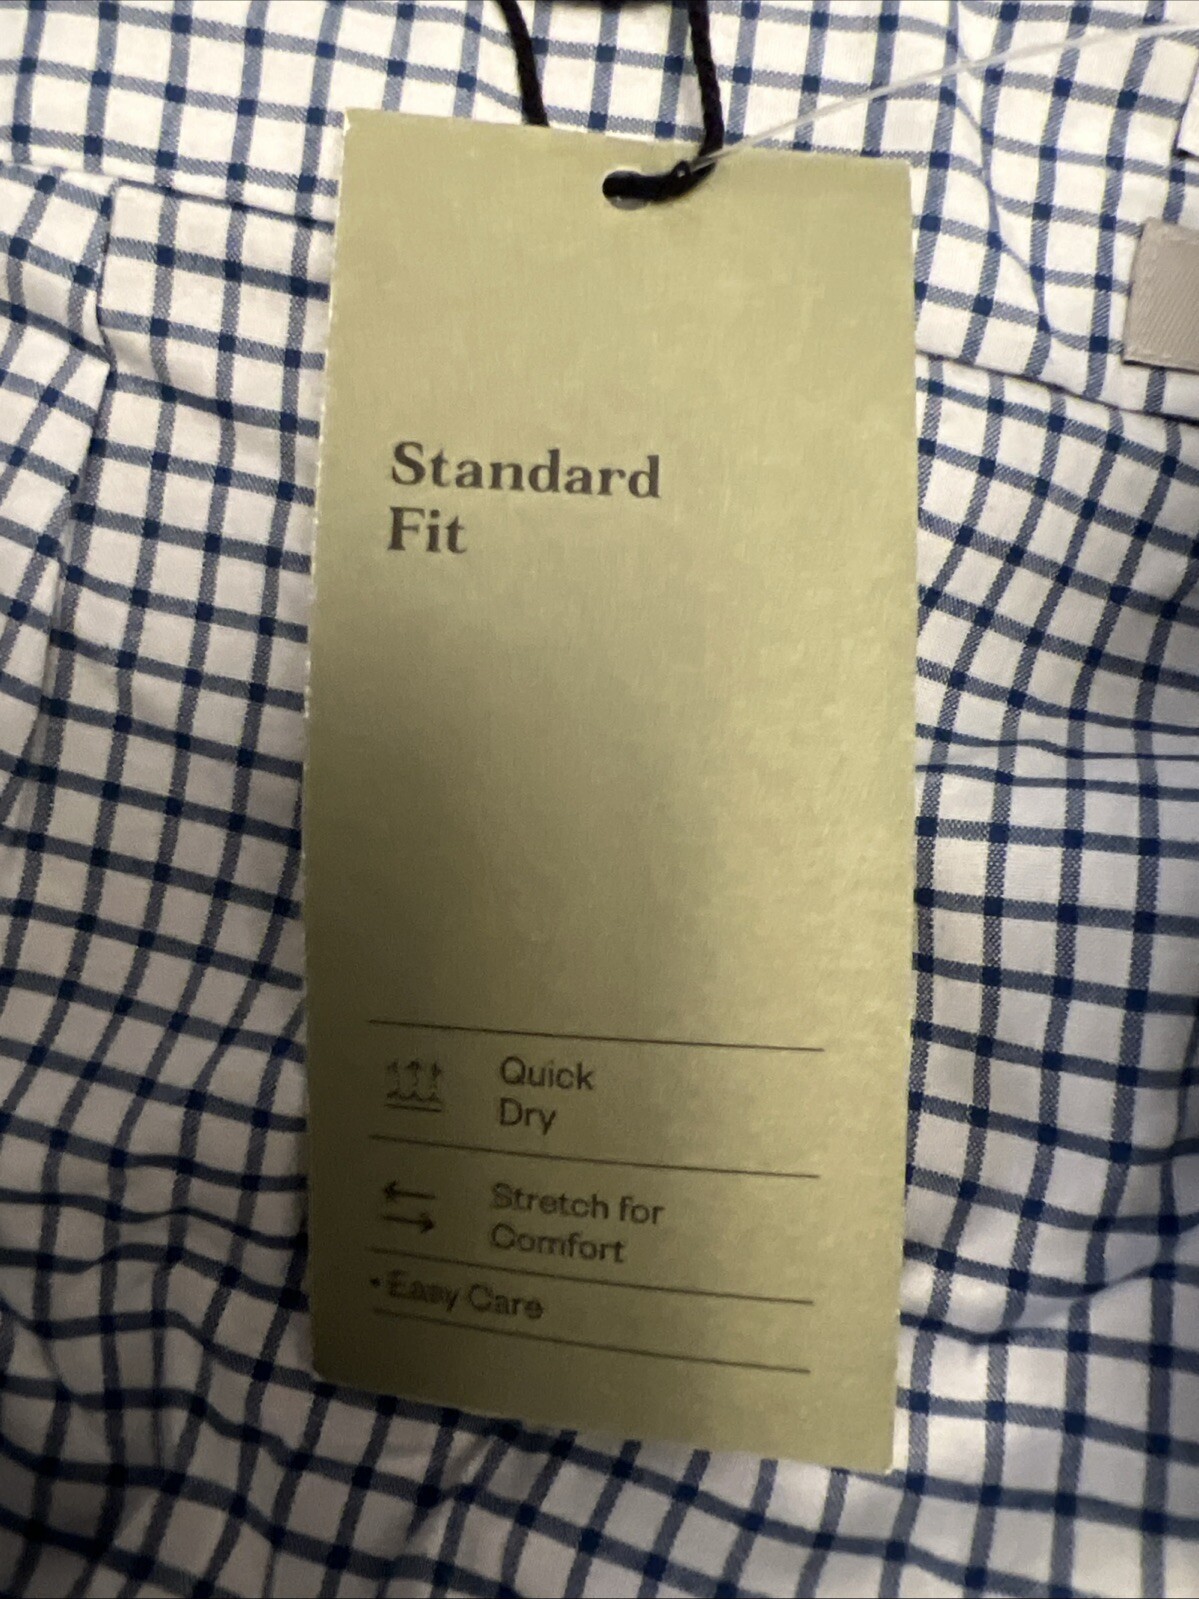 Standard
Fit
Quick
Dry
Stretch for
Comfort
• Easy Care